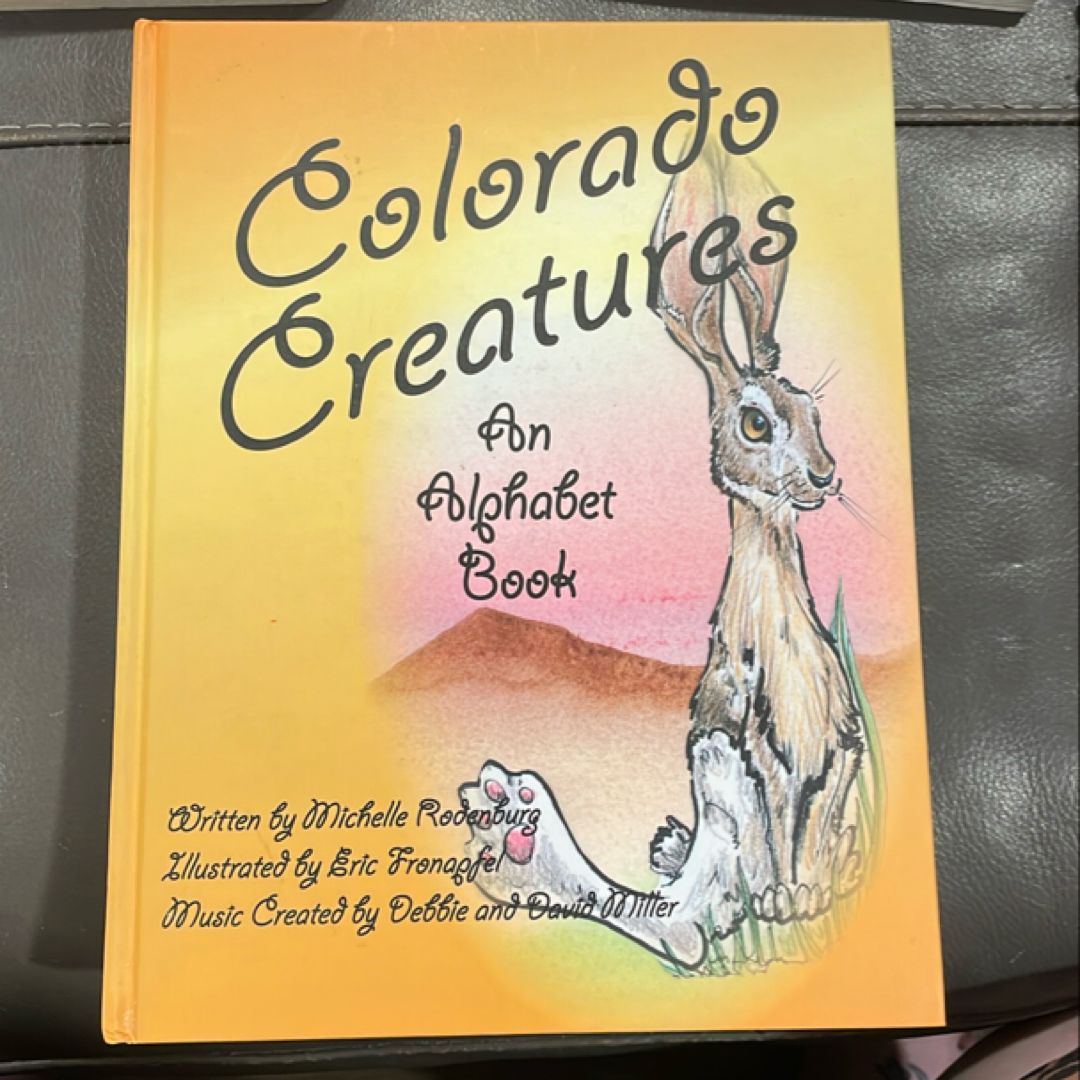 Colorado
Creatures
An
Alphabet
Book
Written by Michelle Rodenburg
Illustrated by Eric Fronapfel
Music Created by Debbie and David Miller